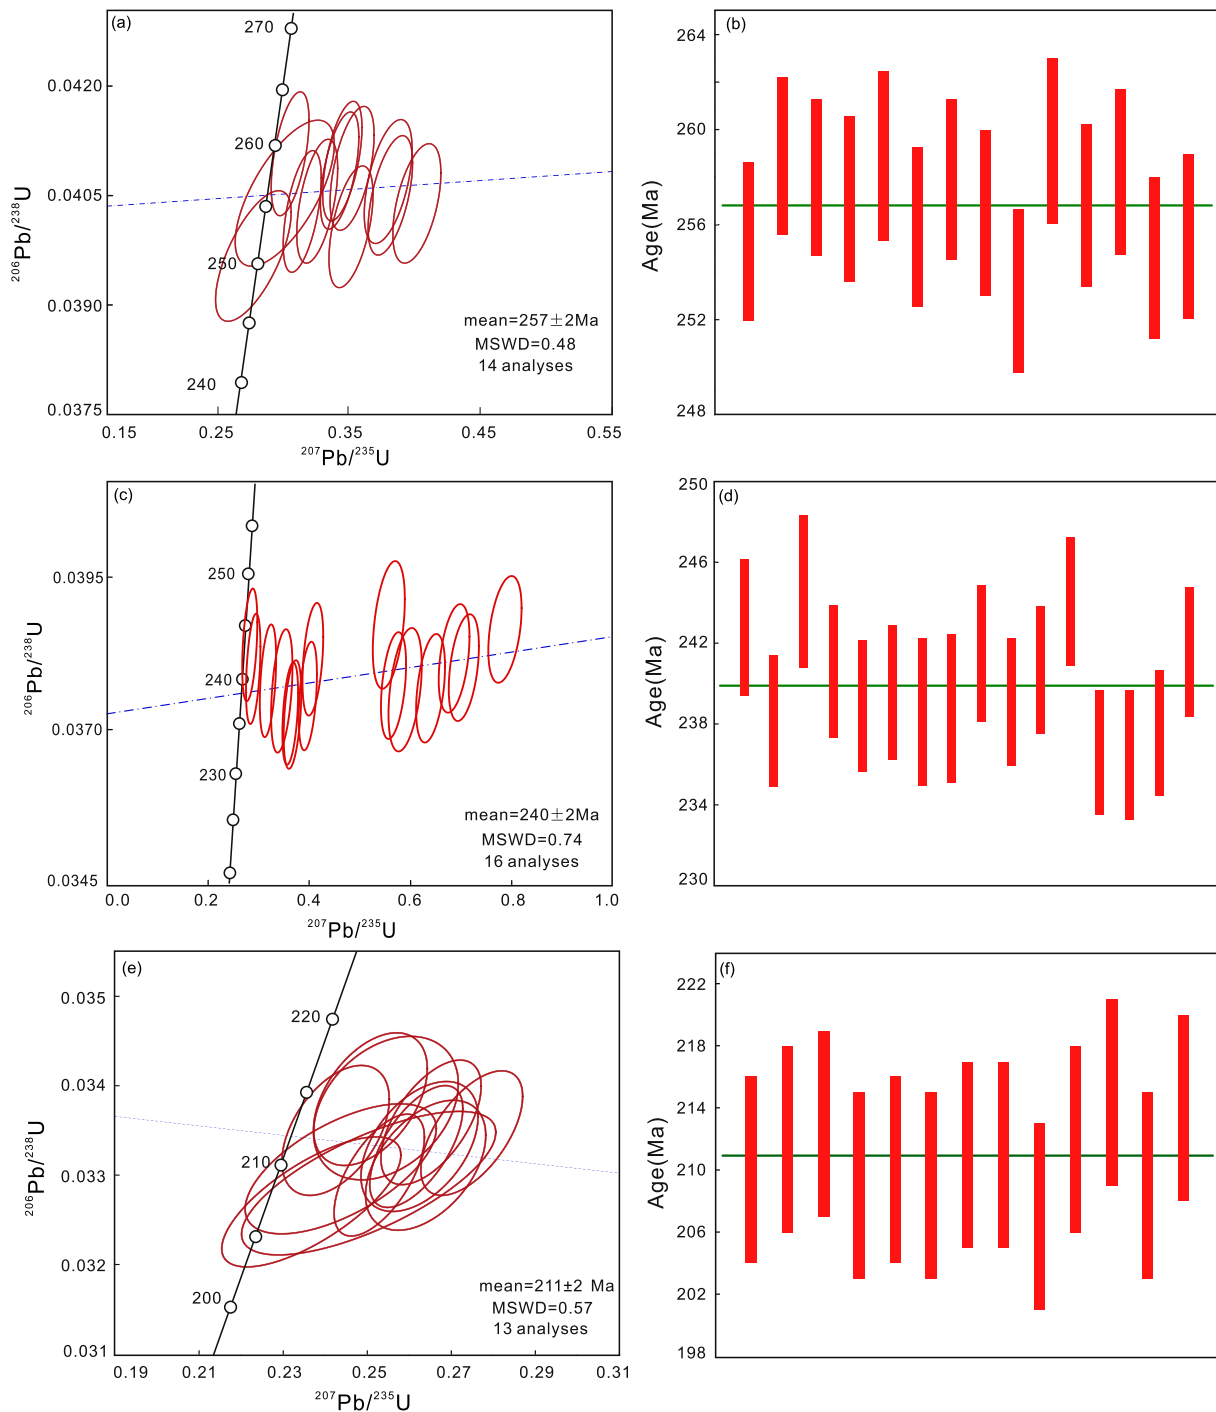 (a)
270
0.0420
260
0.0405
250
0.0390
240
0.0375
0.15
0.25
0.35
0.45
0.55
²⁰⁶Pb/²³⁸U
²⁰⁷Pb/²³⁵U
mean=257±2Ma
MSWD=0.48
14 analyses
(b)
264
260
256
252
248
Age(Ma)
(c)
250
0.0395
240
0.0370
230
0.0345
0.0
0.2
0.4
0.6
0.8
1.0
²⁰⁶Pb/²³⁸U
²⁰⁷Pb/²³⁵U
mean=240±2Ma
MSWD=0.74
16 analyses
(d)
250
246
242
238
234
230
Age(Ma)
(e)
0.035
220
0.034
0.033
210
0.032
200
0.031
0.19
0.21
0.23
0.25
0.27
0.29
0.31
²⁰⁶Pb/²³⁸U
²⁰⁷Pb/²³⁵U
mean=211±2 Ma
MSWD=0.57
13 analyses
(f)
222
218
214
210
206
202
198
Age(Ma)